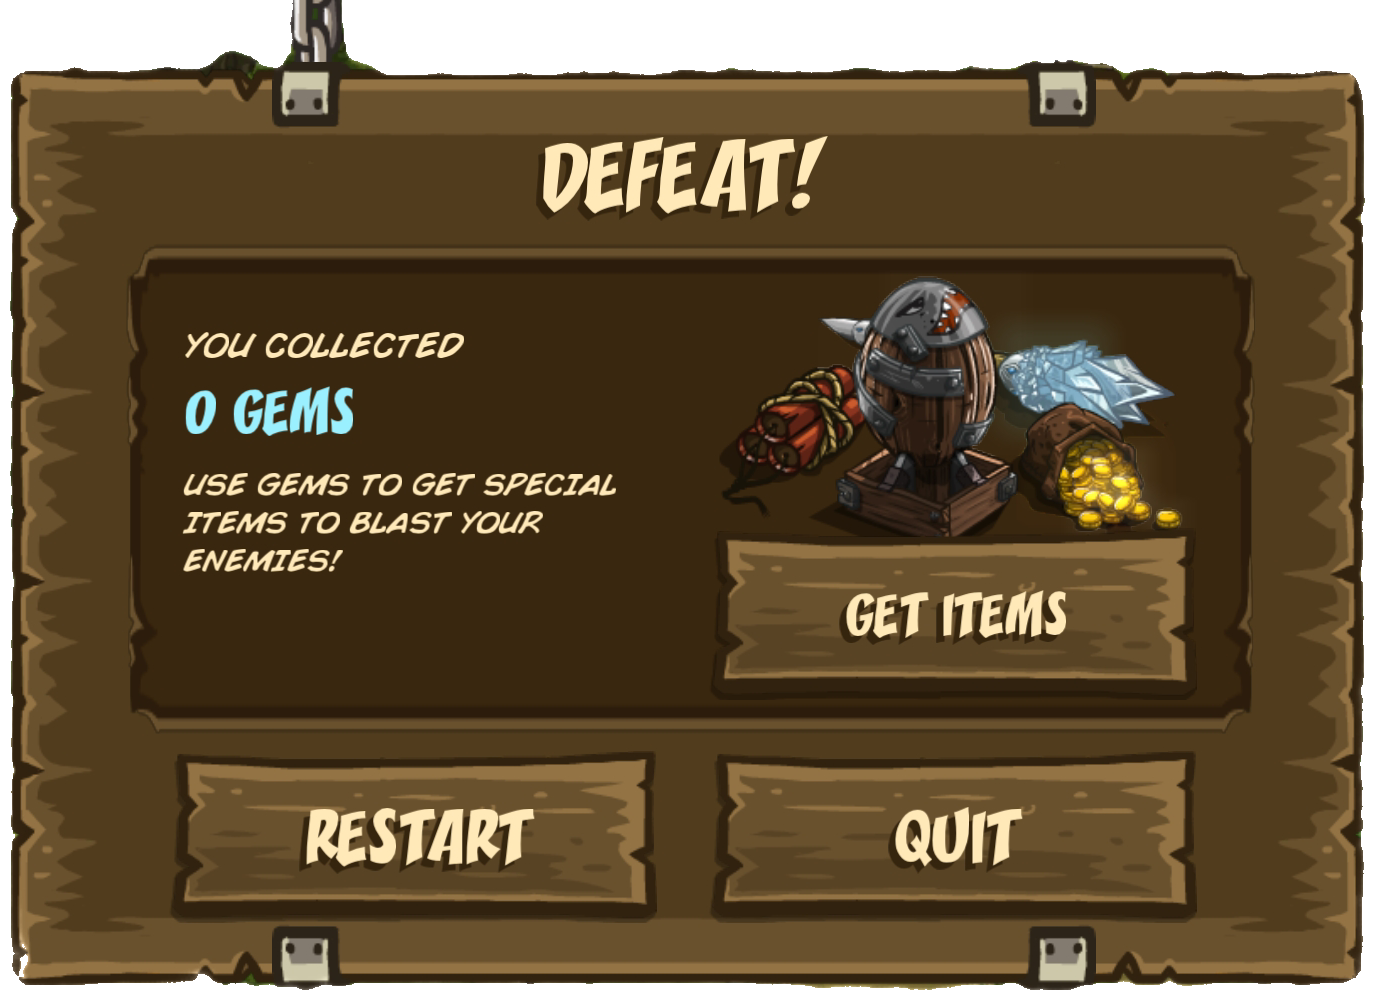 DEFEAT!
YOU COLLECTED
0 GEMS
USE GEMS TO GET SPECIAL
ITEMS TO BLAST YOUR
ENEMIES!
GET ITEMS
RESTART
QUIT